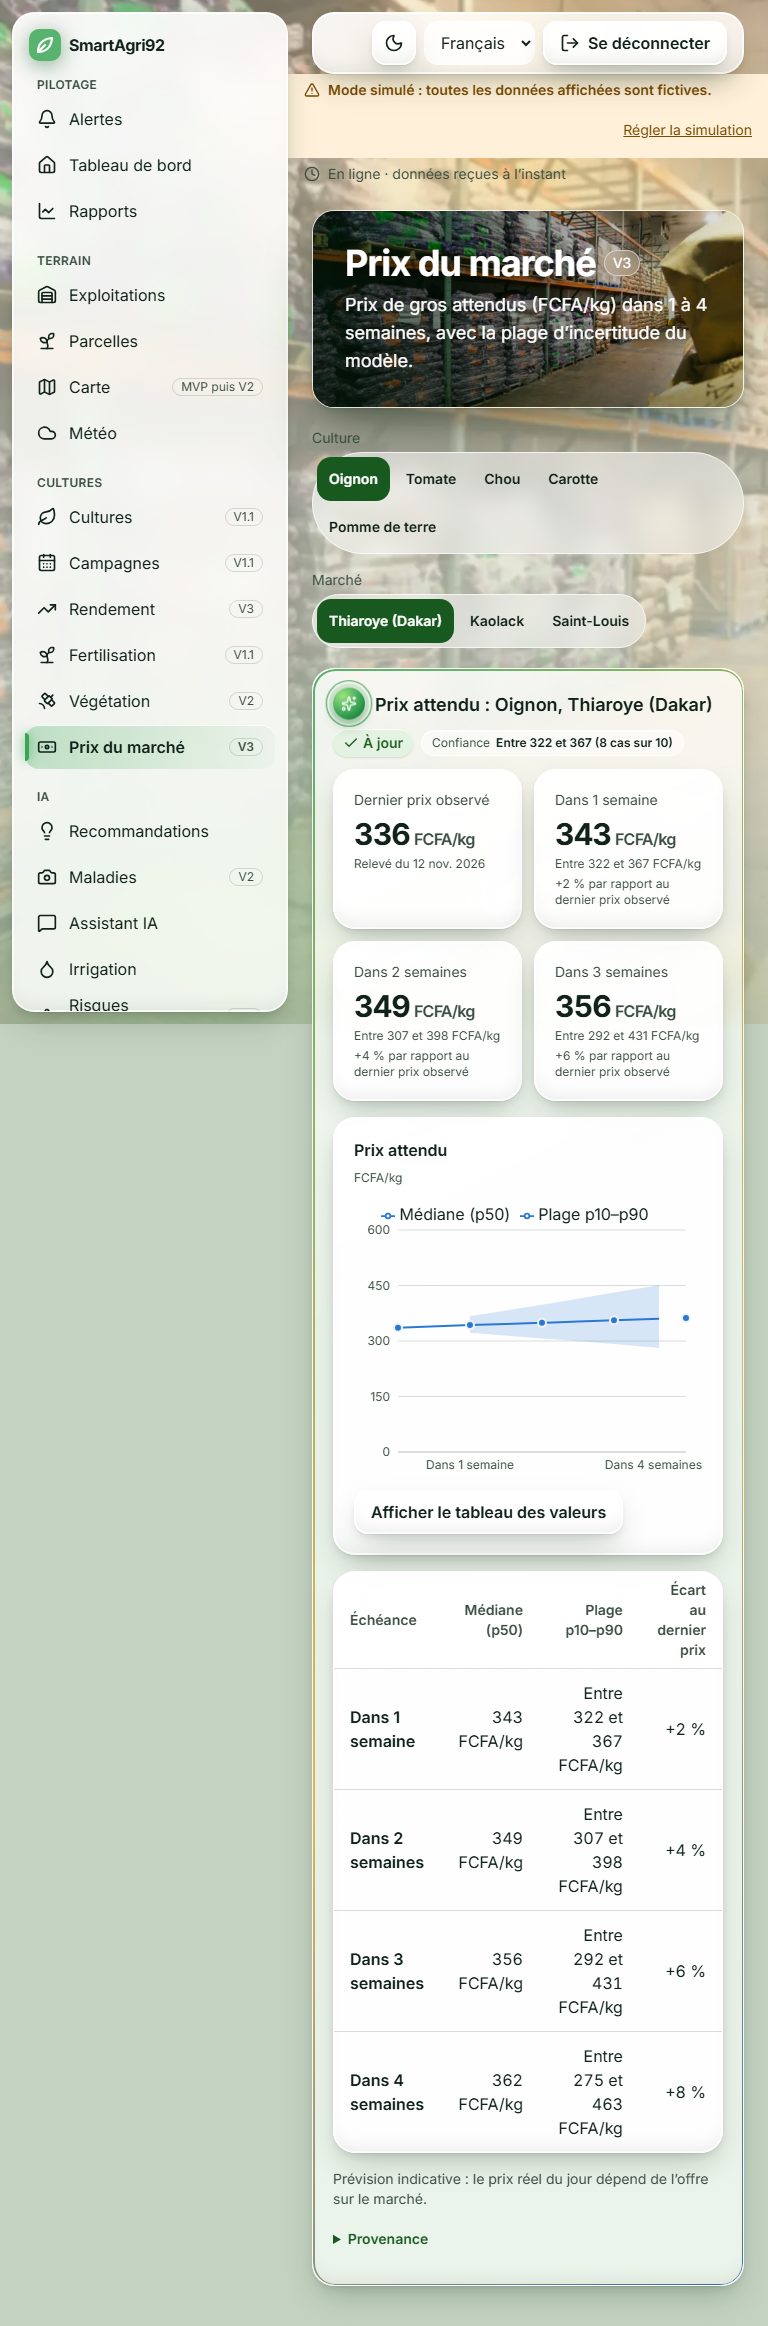 SmartAgri92
PILOTAGE
Alertes
Tableau de bord
Rapports
TERRAIN
Exploitations
Parcelles
Carte MVP puis V2
Météo
CULTURES
Cultures V1.1
Campagnes V1.1
Rendement V3
Fertilisation V1.1
Végétation V2
Prix du marché V3
IA
Recommandations
Maladies V2
Assistant IA
Irrigation
Risques
Français
Se déconnecter
Mode simulé : toutes les données affichées sont fictives.
Régler la simulation
En ligne · données reçues à l’instant
Prix du marché V3
Prix de gros attendus (FCFA/kg) dans 1 à 4
semaines, avec la plage d’incertitude du
modèle.
Culture
Oignon Tomate Chou Carotte
Pomme de terre
Marché
Thiaroye (Dakar) Kaolack Saint-Louis
Prix attendu : Oignon, Thiaroye (Dakar)
À jour
Confiance Entre 322 et 367 (8 cas sur 10)
Dernier prix observé
336 FCFA/kg
Relevé du 12 nov. 2026
Dans 1 semaine
343 FCFA/kg
Entre 322 et 367 FCFA/kg
+2 % par rapport au
dernier prix observé
Dans 2 semaines
349 FCFA/kg
Entre 307 et 398 FCFA/kg
+4 % par rapport au
dernier prix observé
Dans 3 semaines
356 FCFA/kg
Entre 292 et 431 FCFA/kg
+6 % par rapport au
dernier prix observé
Prix attendu
FCFA/kg
Médiane (p50) Plage p10–p90
600
450
300
150
0
Dans 1 semaine Dans 4 semaines
Afficher le tableau des valeurs
Échéance
Médiane
(p50)
Plage
p10–p90
Écart
au
dernier
prix
Dans 1
semaine
343
FCFA/kg
Entre
322 et
367
FCFA/kg
+2 %
Dans 2
semaines
349
FCFA/kg
Entre
307 et
398
FCFA/kg
+4 %
Dans 3
semaines
356
FCFA/kg
Entre
292 et
431
FCFA/kg
+6 %
Dans 4
semaines
362
FCFA/kg
Entre
275 et
463
FCFA/kg
+8 %
Prévision indicative : le prix réel du jour dépend de l’offre
sur le marché.
Provenance